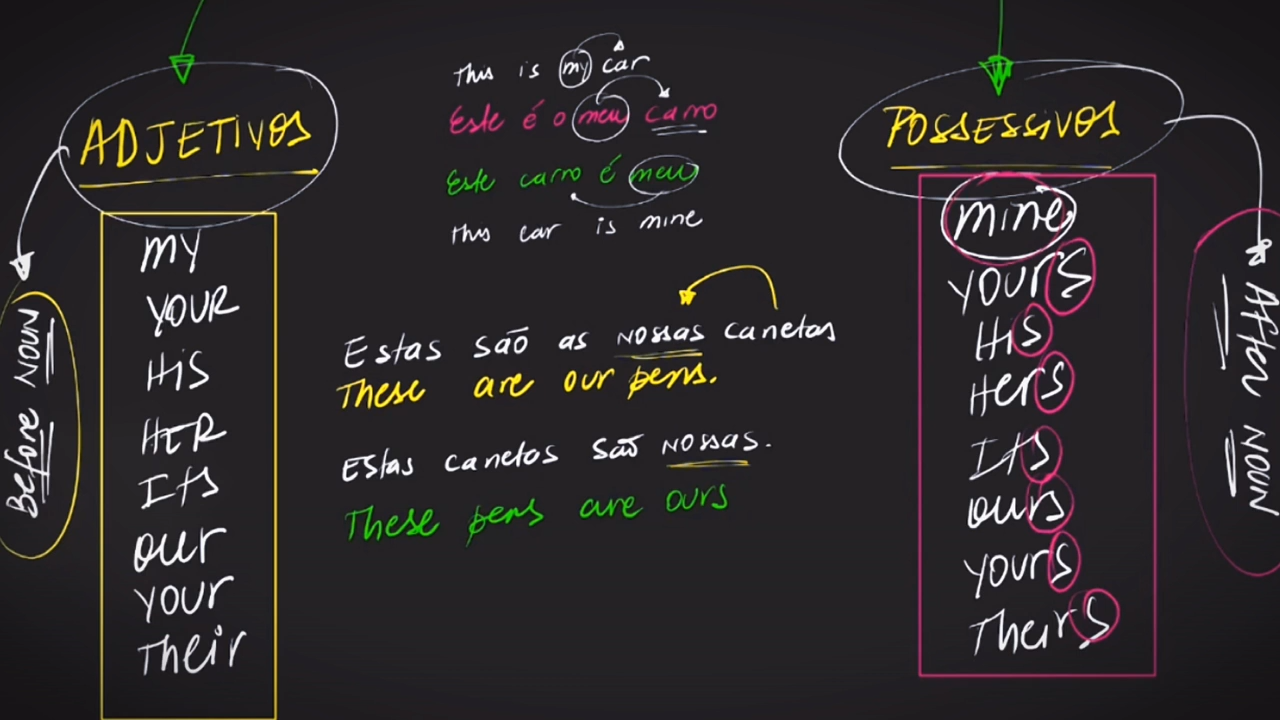 ADJETIVOS
my
YOUR
His
HER
Its
our
your
Their
Before NOUN
This is my car
Este é o meu carro
Este carro é meu
this car is mine
Estas são as nossas canetas
These are our pens.
Estas canetas são nossas.
These pens are ours
POSSESSIVOS
mine
yours
His
Hers
Its
ours
yours
Theirs
After NOUN